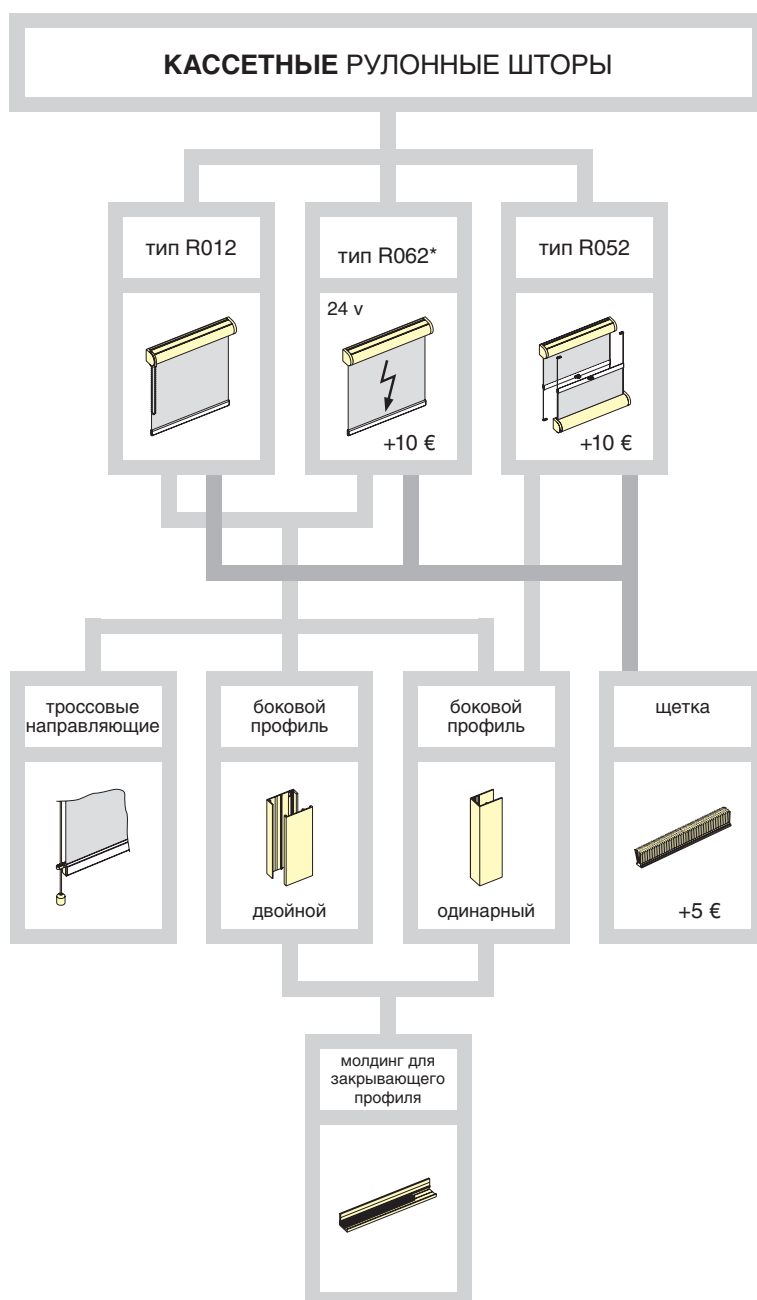 КАССЕТНЫЕ РУЛОННЫЕ ШТОРЫ
тип R012
тип R062*
тип R052
24 v
+10 €
+10 €
троссовые
направляющие
боковой
профиль
боковой
профиль
щетка
двойной
одинарный
+5 €
молдинг для
закрывающего
профиля